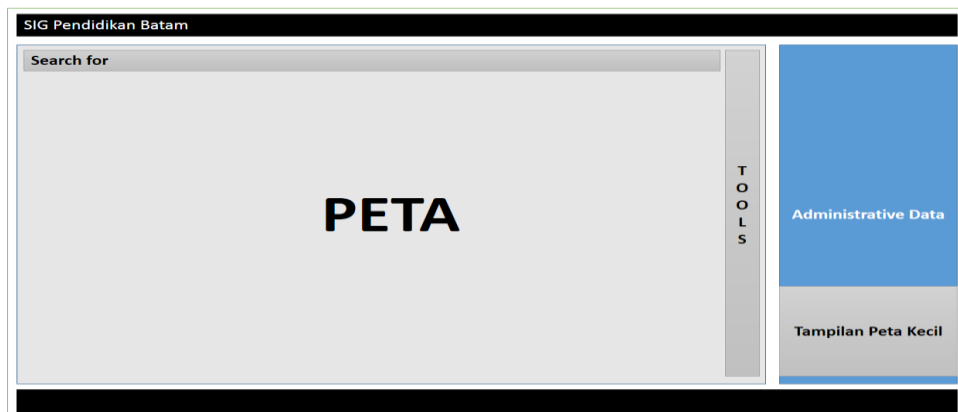 SIG Pendidikan Batam
Search for
PETA
T
O
O
L
S
Administrative Data
Tampilan Peta Kecil